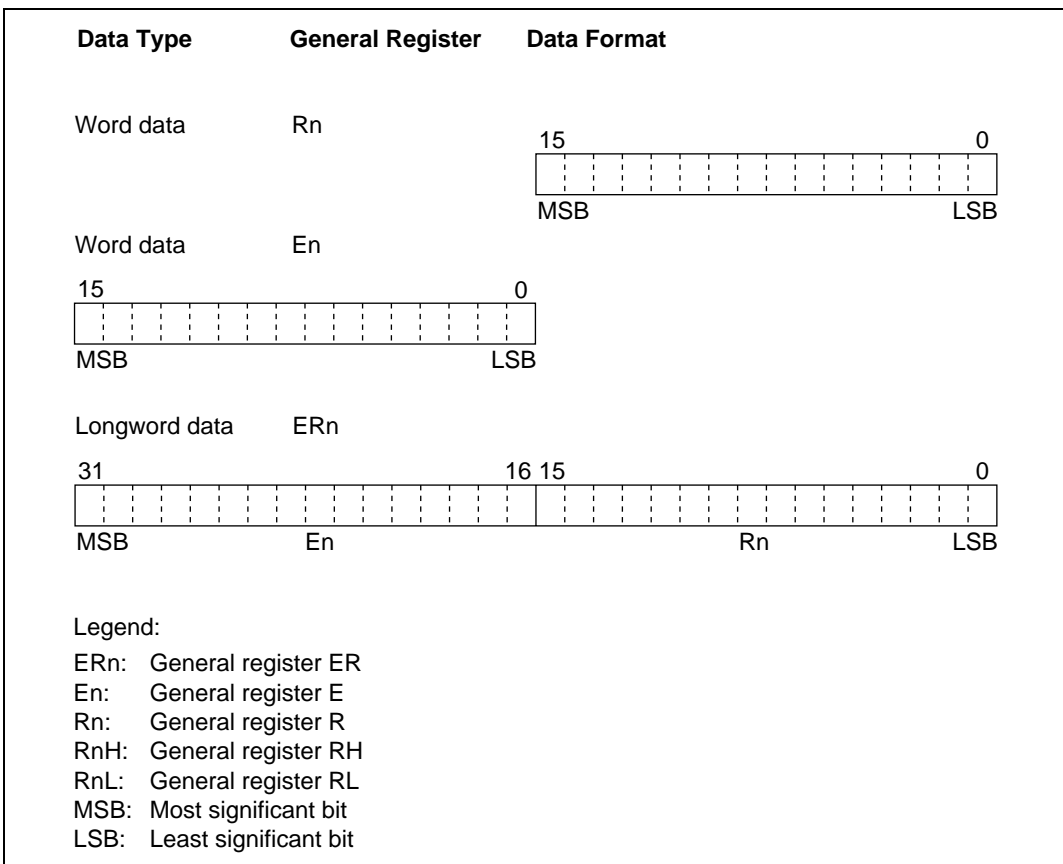 Data Type General Register Data Format
Word data Rn
15 0
MSB LSB
Word data En
15 0
MSB LSB
Longword data ERn
31 16 15 0
MSB En Rn LSB
Legend:
ERn: General register ER
En: General register E
Rn: General register R
RnH: General register RH
RnL: General register RL
MSB: Most significant bit
LSB: Least significant bit